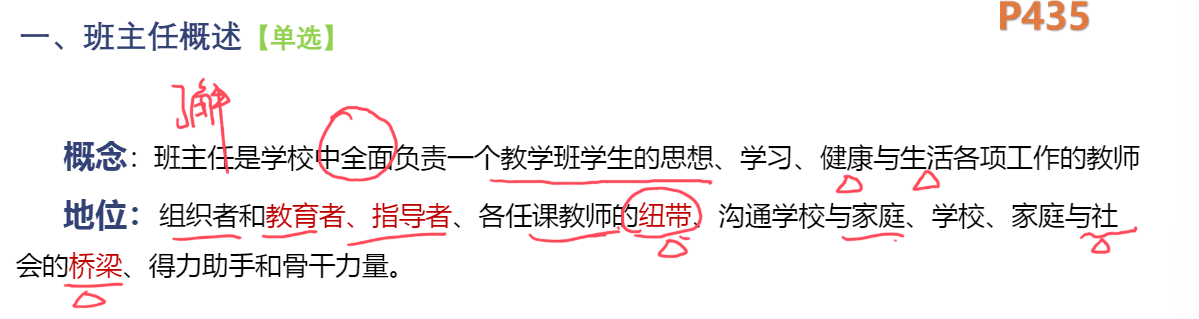 P435
一、班主任概述【单选】
了解
概念：班主任是学校中全面负责一个教学班学生的思想、学习、健康与生活各项工作的教师
地位：组织者和教育者、指导者、各任课教师的纽带、沟通学校与家庭、学校、家庭与社
会的桥梁、得力助手和骨干力量。